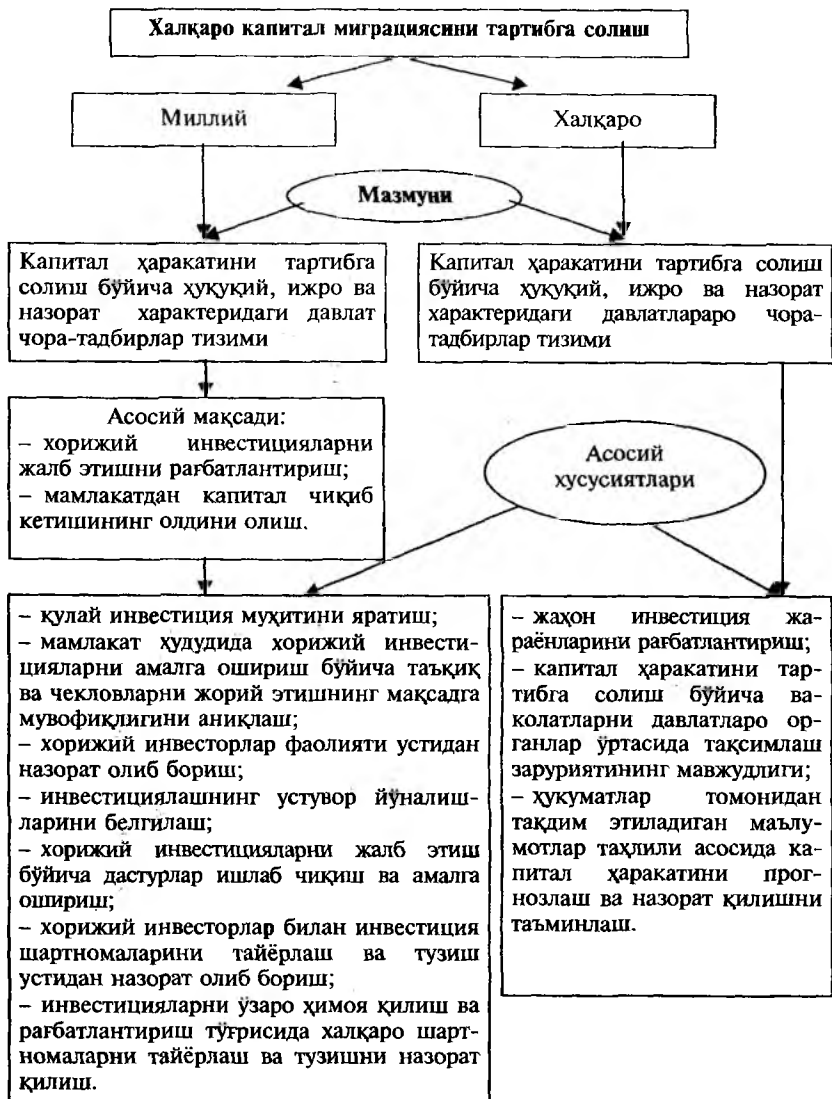 Халқаро капитал миграциясини тартибга солиш
Миллий
Халқаро
Мазмуни
Капитал ҳаракатини тартибга
солиш бўйича ҳуқуқий, ижро ва
назорат характеридаги давлат
чора-тадбирлар тизими
Капитал ҳаракатини тартибга солиш
бўйича ҳуқуқий, ижро ва назорат
характеридаги давлатлараро чора-
тадбирлар тизими
Асосий мақсади:
– хорижий инвестицияларни
жалб этишни рағбатлантириш;
– мамлакатдан капитал чиқиб
кетишининг олдини олиш.
Асосий
хусусиятлари
– қулай инвестиция муҳитини яратиш;
– мамлакат ҳудудида хорижий инвести-
цияларни амалга ошириш бўйича таъқиқ
ва чекловларни жорий этишнинг мақсадга
мувофиқлигини аниқлаш;
– хорижий инвесторлар фаолияти устидан
назорат олиб бориш;
– инвестициялашнинг устувор йўналиш-
ларини белгилаш;
– хорижий инвестицияларни жалб этиш
бўйича дастурлар ишлаб чиқиш ва амалга
ошириш;
– хорижий инвесторлар билан инвестиция
шартномаларини тайёрлаш ва тузиш
устидан назорат олиб бориш;
– инвестицияларни ўзаро ҳимоя қилиш ва
рағбатлантириш тўғрисида халқаро шарт-
номаларни тайёрлаш ва тузишни назорат
қилиш.
– жаҳон инвестиция жа-
раёнларини рағбатлантириш;
– капитал ҳаракатини тар-
тибга солиш бўйича ва-
колатларни давлатларо ор-
ганлар ўртасида тақсимлаш
заруриятининг мавжудлиги;
– ҳукуматлар томонидан
тақдим этиладиган маълу-
мотлар таҳлили асосида ка-
питал ҳаракатини прог-
нозлаш ва назорат қилишни
таъминлаш.